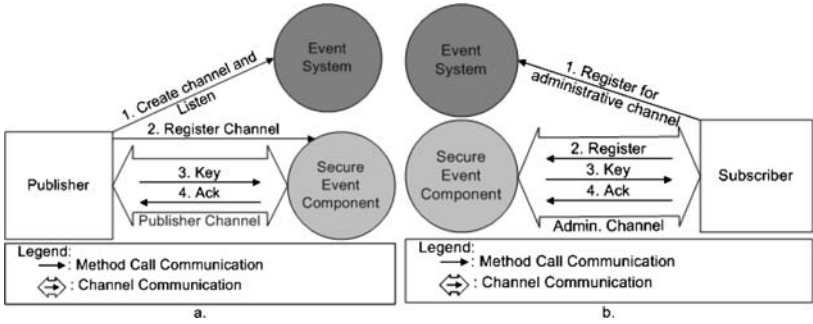 Event
System
1. Create channel and
Listen
2. Register Channel
Publisher
3. Key
4. Ack
Publisher Channel
Secure
Event
Component
Legend:
: Method Call Communication
: Channel Communication
a.
Event
System
1. Register for
administrative channel
Secure
Event
Component
2. Register
3. Key
4. Ack
Admin. Channel
Subscriber
Legend:
: Method Call Communication
: Channel Communication
b.